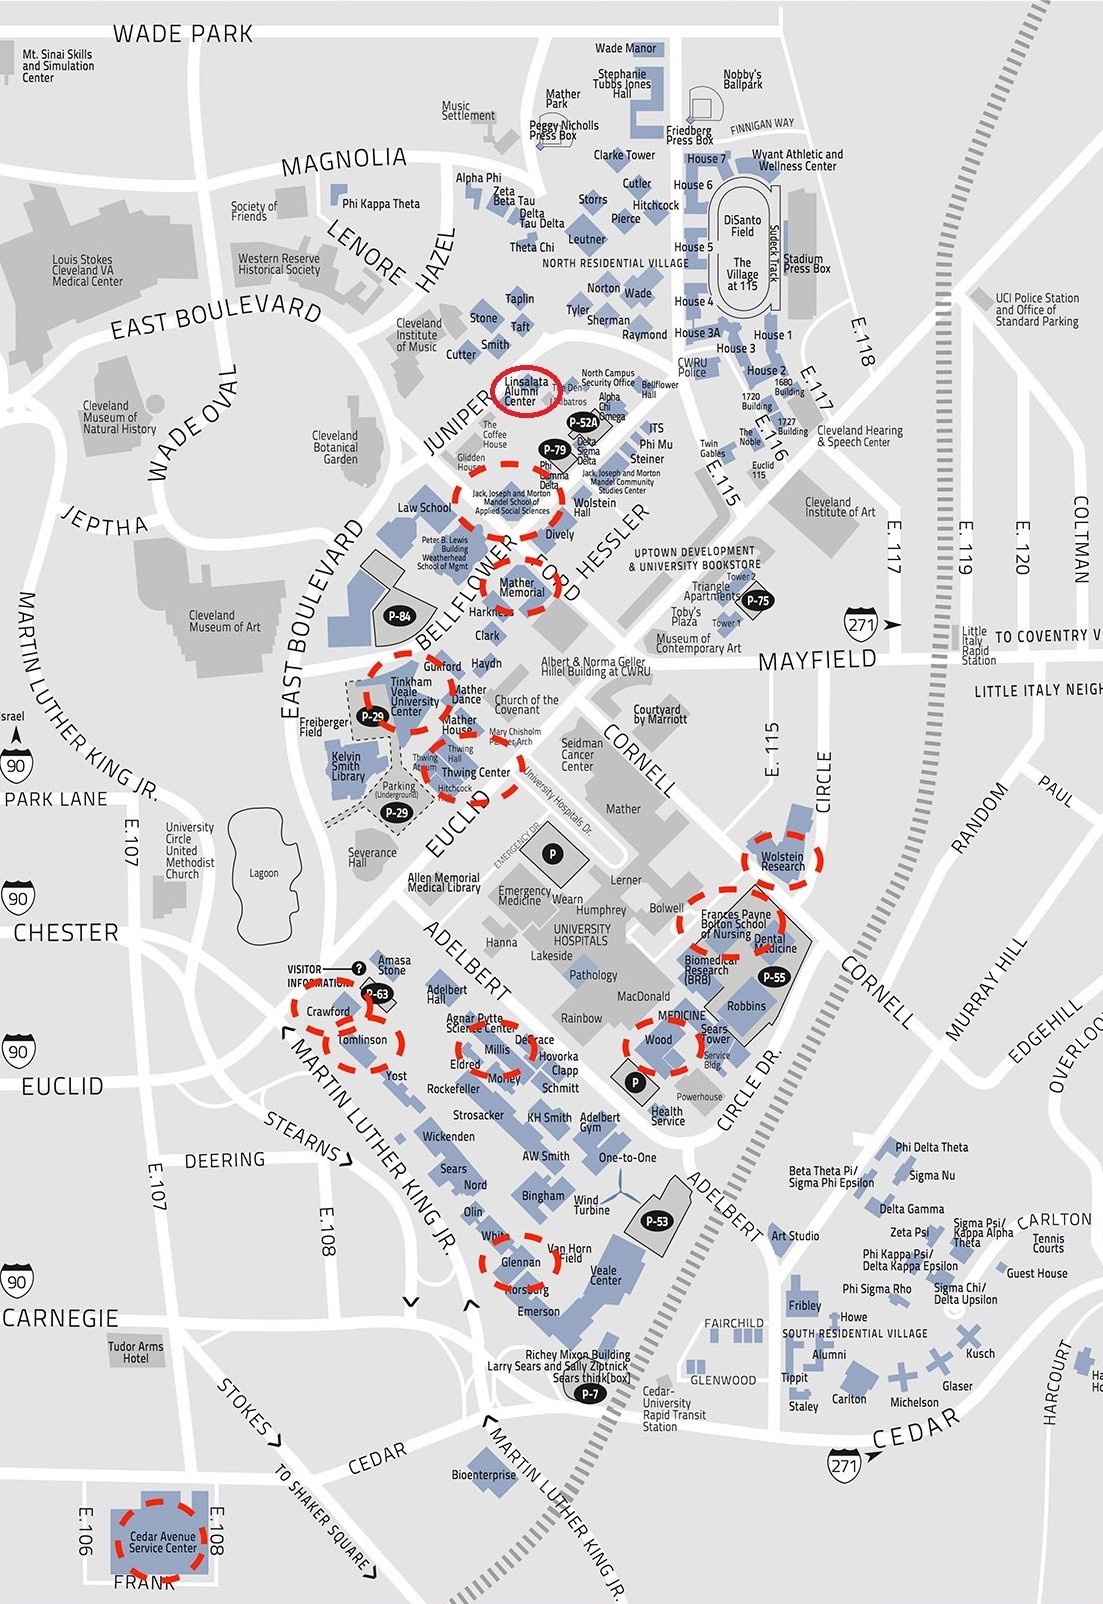 WADE PARK
Mt. Sinai Skills
and Simulation
Center
Wade Manor
Stephanie
Tubbs Jones
Hall
Nobby's
Ballpark
Mather
Park
Music
Settlement
Peggy Nicholls
Press Box
Friedberg
Press Box
FINNIGAN WAY
MAGNOLIA
Clarke Tower
House 7
Wyant Athletic and
Wellness Center
Alpha Phi
Zeta
Beta Tau
Cutler
House 6
Phi Kappa Theta
Society of
Friends
Storrs
Hitchcock
Delta
Tau Delta
Pierce
DiSanto
Field
Sudeck Track
LENORE
HAZEL
Theta Chi
Leutner
House 5
Louis Stokes
Cleveland VA
Medical Center
Western Reserve
Historical Society
NORTH RESIDENTIAL VILLAGE
The
Village
at 115
Stadium
Press Box
EAST BOULEVARD
Taplin
Norton
Wade
House 4
UCI Police Station
and Office of
Standard Parking
Stone
Taft
Tyler
Sherman
Raymond
House 3A
House 1
E. 118
Cleveland
Institute
of Music
Smith
Cutter
House 3
CWRU
Police
House 2
Linsalata
Alumni
Center
The Den
North Campus
Security Office
Bellflower
Hall
1680
Building
E. 117
WADE OVAL
JUNIPER
Alpha
Chi
Omega
1720
Building
Cleveland
Museum of
Natural History
The
Coffee
House
P-52A
1727
Building
Cleveland Hearing
& Speech Center
Cleveland
Botanical
Garden
ITS
Phi Mu
Steiner
The
Noble
E. 116
Glidden
House
P-79
Delta
Sigma
Delta
Twin
Gables
Phi
Gamma
Delta
Euclid
115
E. 115
Jack, Joseph and Morton
Mandel Community
Studies Center
Jack, Joseph and Morton
Mandel School of
Applied Social Sciences
Law School
Wolstein
Hall
Cleveland
Institute of Art
JEPTHA
Dively
HESSLER
E. 117
E. 119
E. 120
COLTMAN
Peter B. Lewis
Building
Weatherhead
School of Mgmt
BELLFLOWER
FORD
UPTOWN DEVELOPMENT
& UNIVERSITY BOOKSTORE
Mather
Memorial
Tower 2
Triangle
Apartments
P-75
Cleveland
Museum of Art
P-84
Harkness
Toby's
Plaza
Tower 1
271
Clark
Museum of
Contemporary Art
Little
Italy
Rapid
Station
TO COVENTRY V
MARTIN LUTHER KING JR.
EAST BOULEVARD
Guilford
Haydn
Albert & Norma Geller
Hillel Building at CWRU
MAYFIELD
LITTLE ITALY NEIGH
Tinkham
Veale
University
Center
Mather
Dance
Church of the
Covenant
Courtyard
by Marriott
P-29
Freiberger
Field
Mather
House
Mary Chisholm
Painter Arch
CORNELL
E. 115
CIRCLE
90
Kelvin
Smith
Library
Thwing
Atrium
Thwing
Hall
Thwing Center
Hitchcock
Seidman
Cancer
Center
University Hospitals Dr.
PARK LANE
Parking
(Underground)
P-29
EUCLID
Mather
RANDOM
PAUL
E. 107
University
Circle
United
Methodist
Church
Severance
Hall
EMERGENCY DR.
P
Wolstein
Research
Lagoon
Allen Memorial
Medical Library
Lerner
90
Emergency
Medicine
Wearn
Humphrey
Bolwell
Frances Payne
Bolton School
of Nursing
Dental
Medicine
CHESTER
ADELBERT
Hanna
UNIVERSITY
HOSPITALS
Lakeside
CORNELL
MURRAY HILL
VISITOR
INFORMATION
?
Amasa
Stone
Pathology
Biomedical
Research
(BRB)
P-55
P-63
Adelbert
Hall
MacDonald
Robbins
Crawford
Agnar Pytte
Science Center
Rainbow
MEDICINE
EDGEHILL
90
Tomlinson
Millis
DeGrace
Wood
Sears
Tower
Hovorka
Eldred
Morley
Clapp
Service
Bldg.
EUCLID
Yost
Rockefeller
Schmitt
P
Powerhouse
CIRCLE DR.
STEARNS
MARTIN LUTHER KING JR.
Strosacker
KH Smith
Adelbert
Gym
Health
Service
Wickenden
DEERING
Sears
AW Smith
One-to-One
Phi Delta Theta
E. 107
Nord
Bingham
Wind
Turbine
ADELBERT
Beta Theta Pi/
Sigma Phi Epsilon
Sigma Nu
E. 108
Olin
P-53
Delta Gamma
White
Art Studio
Zeta Psi
Sigma Psi/
Kappa Alpha
Theta
CARLTON
Tennis
Courts
90
Glennan
Van Horn
Field
Phi Kappa Psi/
Delta Kappa Epsilon
Guest House
Horsburg
Veale
Center
Phi Sigma Rho
Sigma Chi/
Delta Upsilon
CARNEGIE
Emerson
Fribley
Howe
Tudor Arms
Hotel
FAIRCHILD
SOUTH RESIDENTIAL VILLAGE
Richey Mixon Building
Larry Sears and Sally Zlotnick
Sears think[box]
Alumni
Kusch
HARCOURT
STOKES
P-7
GLENWOOD
Tippit
Glaser
Cedar-
University
Rapid Transit
Station
Staley
Carlton
Michelson
CEDAR
271
CEDAR
Bioenterprise
MARTIN LUTHER KING JR.
TO SHAKER SQUARE
E. 106
Cedar Avenue
Service Center
E. 108
FRANK